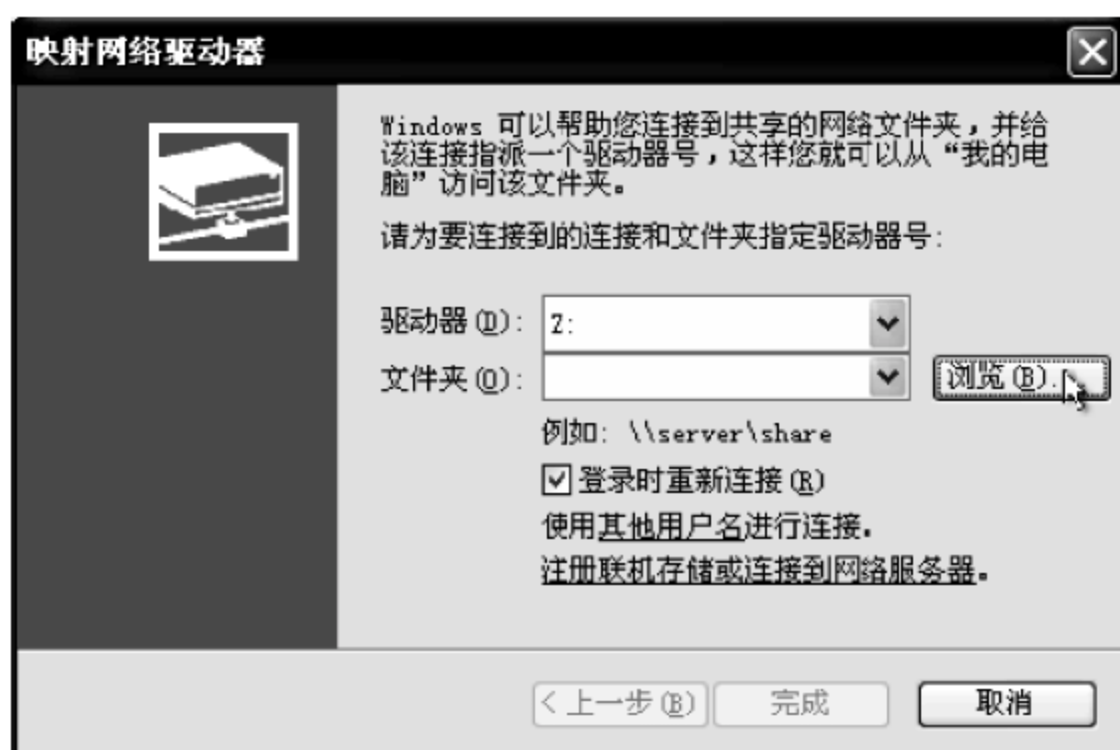 映射网络驱动器
Windows 可以帮助您连接到共享的网络文件夹，并给
该连接指派一个驱动器号，这样您就可以从“我的电
脑”访问该文件夹。
请为要连接到的连接和文件夹指定驱动器号：
驱动器(D)： Z:
文件夹(O)： 浏览(B).
例如: \\server\share
登录时重新连接(R)
使用其他用户名进行连接。
注册联机存储或连接到网络服务器。
< 上一步(B) 完成 取消